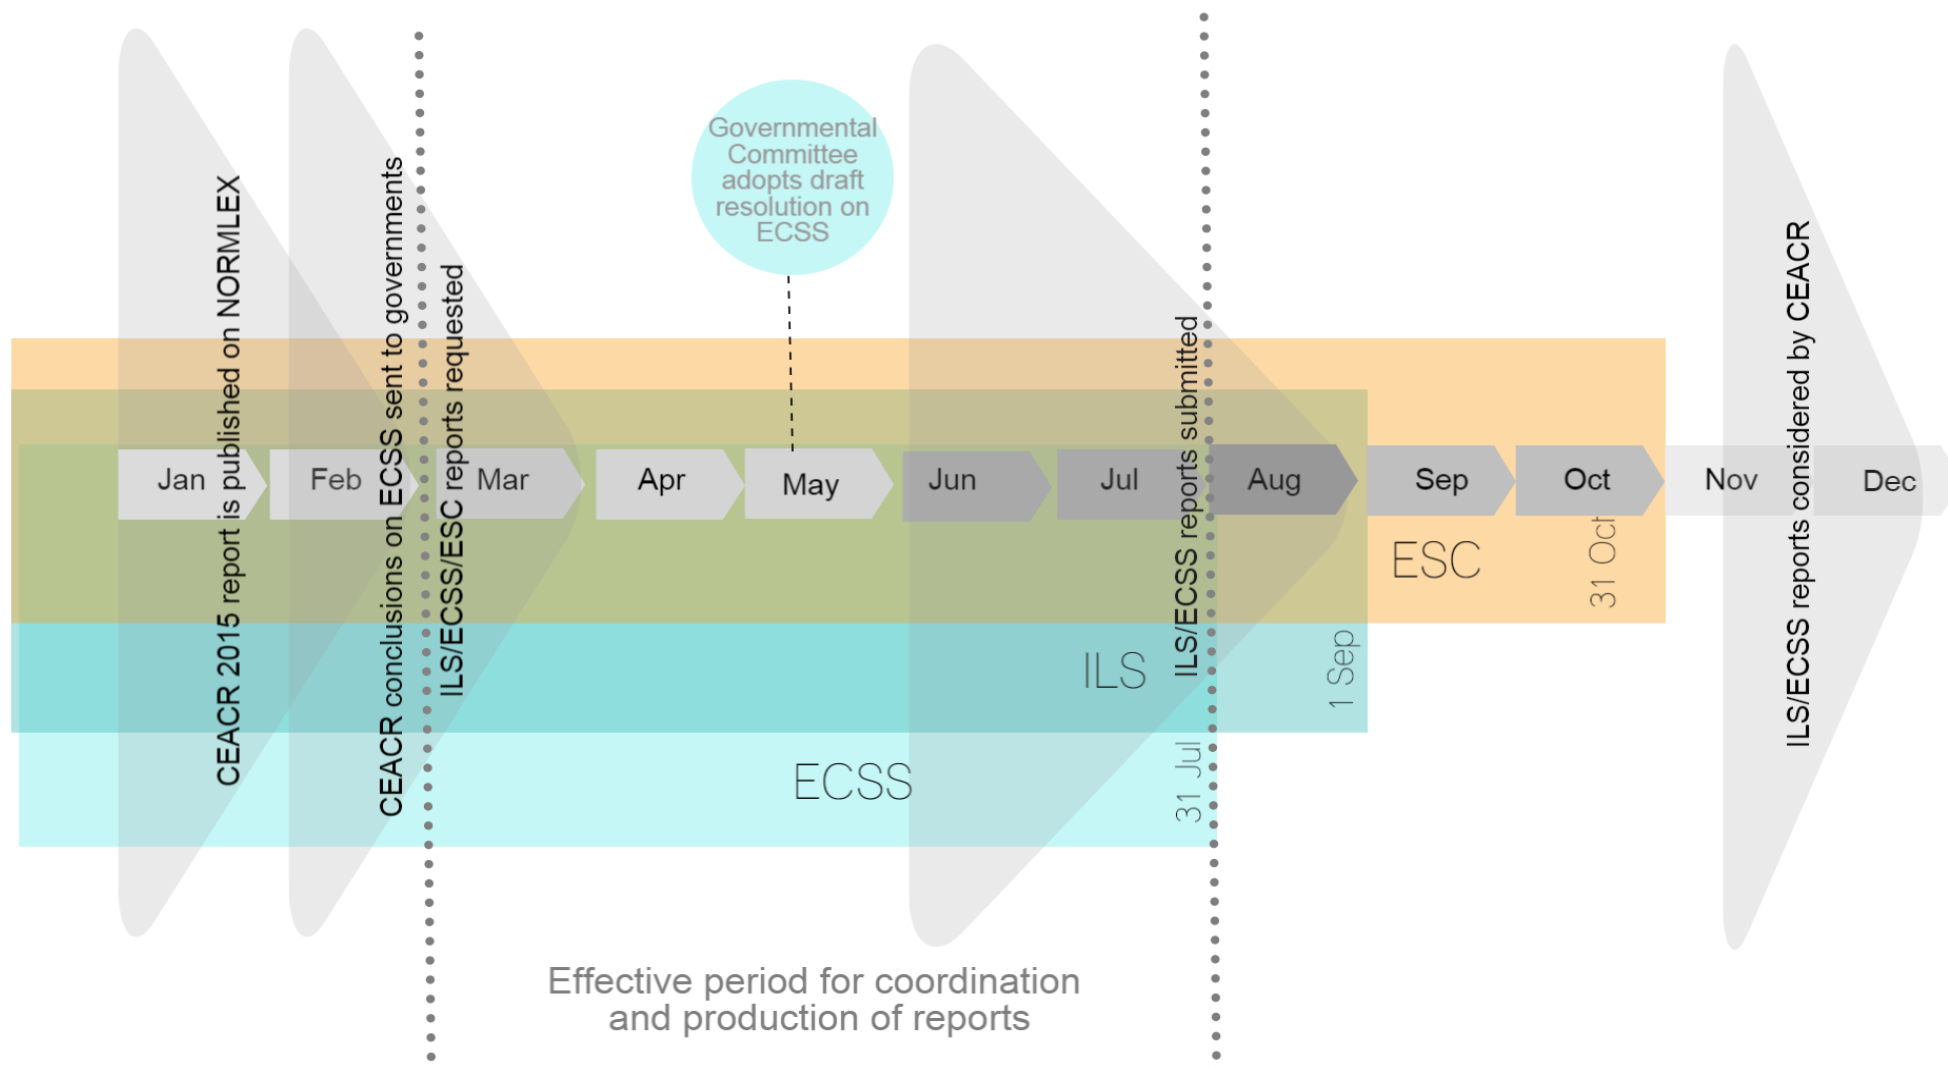 Governmental
Committee
adopts draft
resolution on
ECSS
CEACR 2015 report is published on NORMLEX
CEACR conclusions on ECSS sent to governments
ILS/ECSS/ESC reports requested
ILS/ECSS reports submitted
ILS/ECSS reports considered by CEACR
Jan
Feb
Mar
Apr
May
Jun
Jul
Aug
Sep
Oct
Nov
Dec
ESC
31 Oct
ILS
1 Sep
ECSS
31 Jul
Effective period for coordination
and production of reports